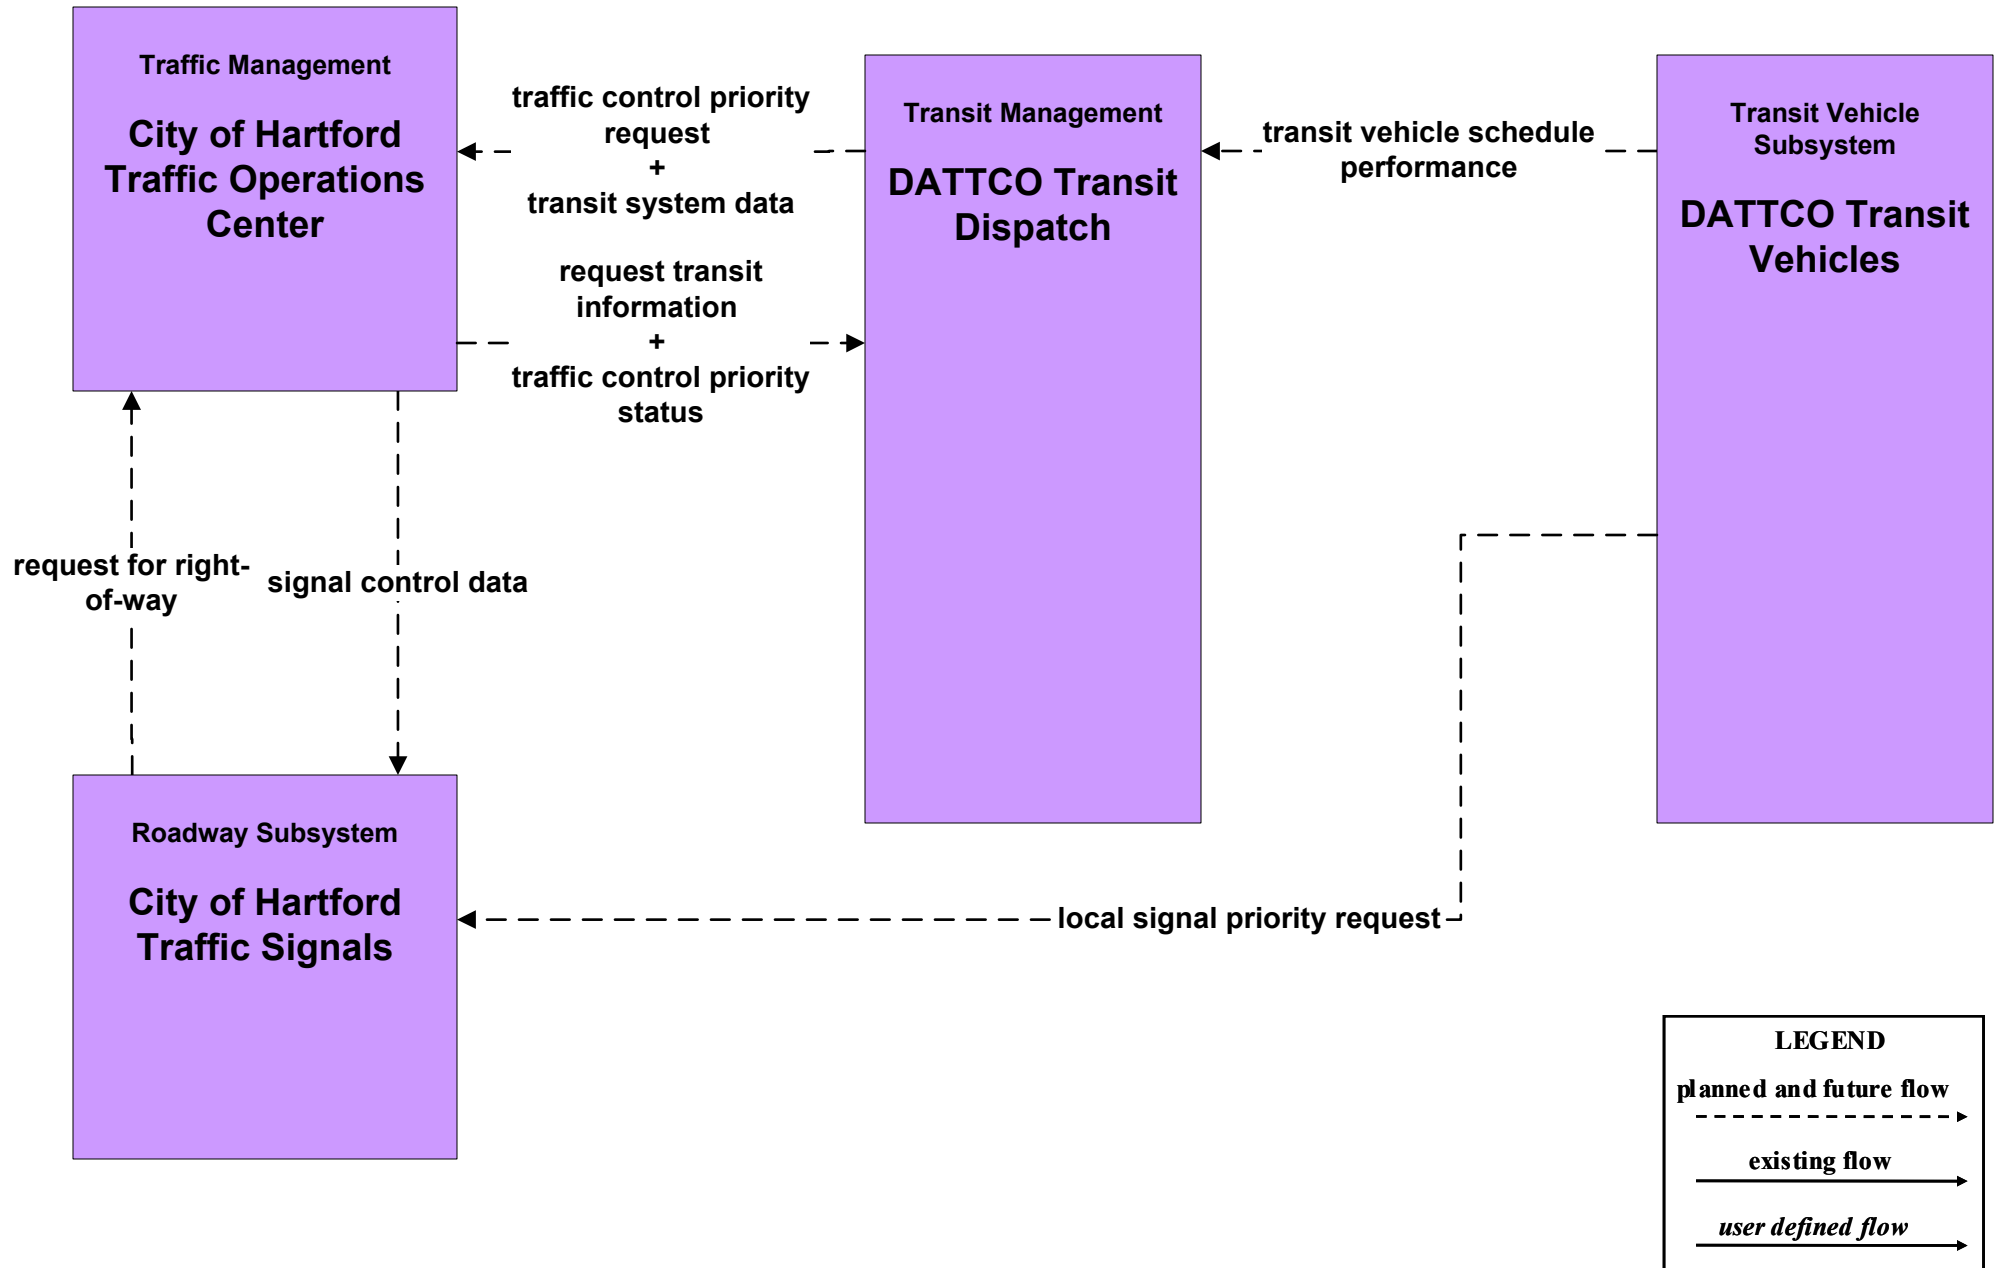 Traffic Management
City of Hartford
Traffic Operations
Center
traffic control priority
request
+
transit system data
request transit
information
+
traffic control priority
status
Transit Management
DATTCO Transit
Dispatch
transit vehicle schedule
performance
Transit Vehicle
Subsystem
DATTCO Transit
Vehicles
request for right-
of-way
signal control data
Roadway Subsystem
City of Hartford
Traffic Signals
local signal priority request
LEGEND
planned and future flow
existing flow
user defined flow